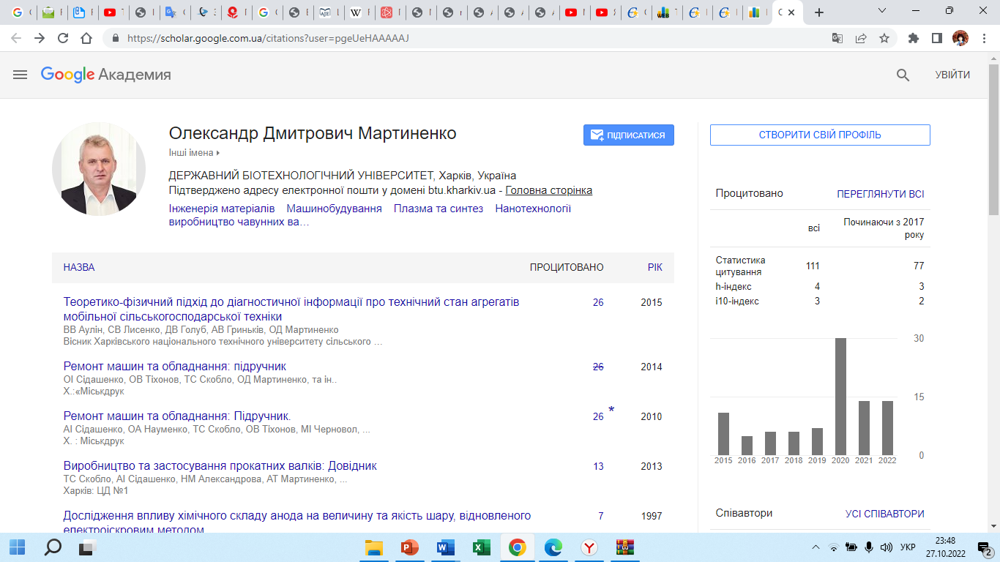 https://scholar.google.com.ua/citations?user=pgeUeHAAAAAJ
Google Академия
УВІЙТИ
Олександр Дмитрович Мартиненко
ПІДПИСАТИСЯ
Інші імена
ДЕРЖАВНИЙ БІОТЕХНОЛОГІЧНИЙ УНІВЕРСИТЕТ, Харків, Україна
Підтверджено адресу електронної пошти у домені btu.kharkiv.ua - Головна сторінка
Інженерія матеріалів Машинобудування Плазма та синтез Нанотехнології
виробництво чавунних ва…
НАЗВА ПРОЦИТОВАНО РІК
Теоретико-фізичний підхід до діагностичної інформації про технічний стан агрегатів 26 2015
мобільної сільськогосподарської техніки
ВВ Аулін, СВ Лисенко, ДВ Голуб, АВ Гриньків, ОД Мартиненко
Вісник Харківського національного технічного університету сільського …
Ремонт машин та обладнання: підручник 26 2014
ОІ Сідашенко, ОВ Тіхонов, ТС Скобло, ОД Мартиненко, та ін..
Х.:«Міськдрук
Ремонт машин та обладнання: Підручник. 26 * 2010
АІ Сідашенко, ОА Науменко, ТС Скобло, ОВ Тіхонов, МІ Черновол, ...
Х. : Міськдрук
Виробництво та застосування прокатних валків: Довідник 13 2013
ТС Скобло, АІ Сідашенко, НМ Александрова, АТ Мартиненко, ...
Харків: ЦД №1
Дослідження впливу хімічного складу анода на величину та якість шару, відновленого 7 1997
електроіскровим методом
СТВОРИТИ СВІЙ ПРОФІЛЬ
Процитовано ПЕРЕГЛЯНУТИ ВСІ
всі Починаючи з 2017
року
Статистика
цитування 111 77
h-індекс 4 3
i10-індекс 3 2
30
15
0
2015 2016 2017 2018 2019 2020 2021 2022
Співавтори УСІ СПІВАВТОРИ
УКР
23:48
27.10.2022
2